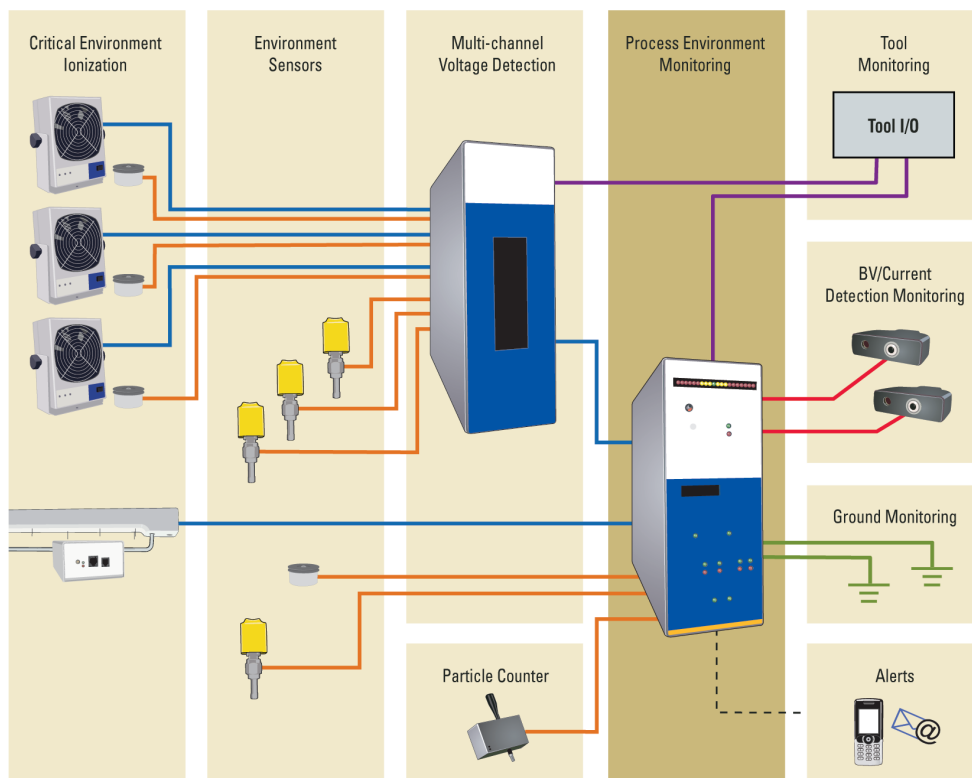 Critical Environment
Ionization
Environment
Sensors
Multi-channel
Voltage Detection
Process Environment
Monitoring
Tool
Monitoring
Tool I/O
BV/Current
Detection Monitoring
Ground Monitoring
Particle Counter
Alerts
@